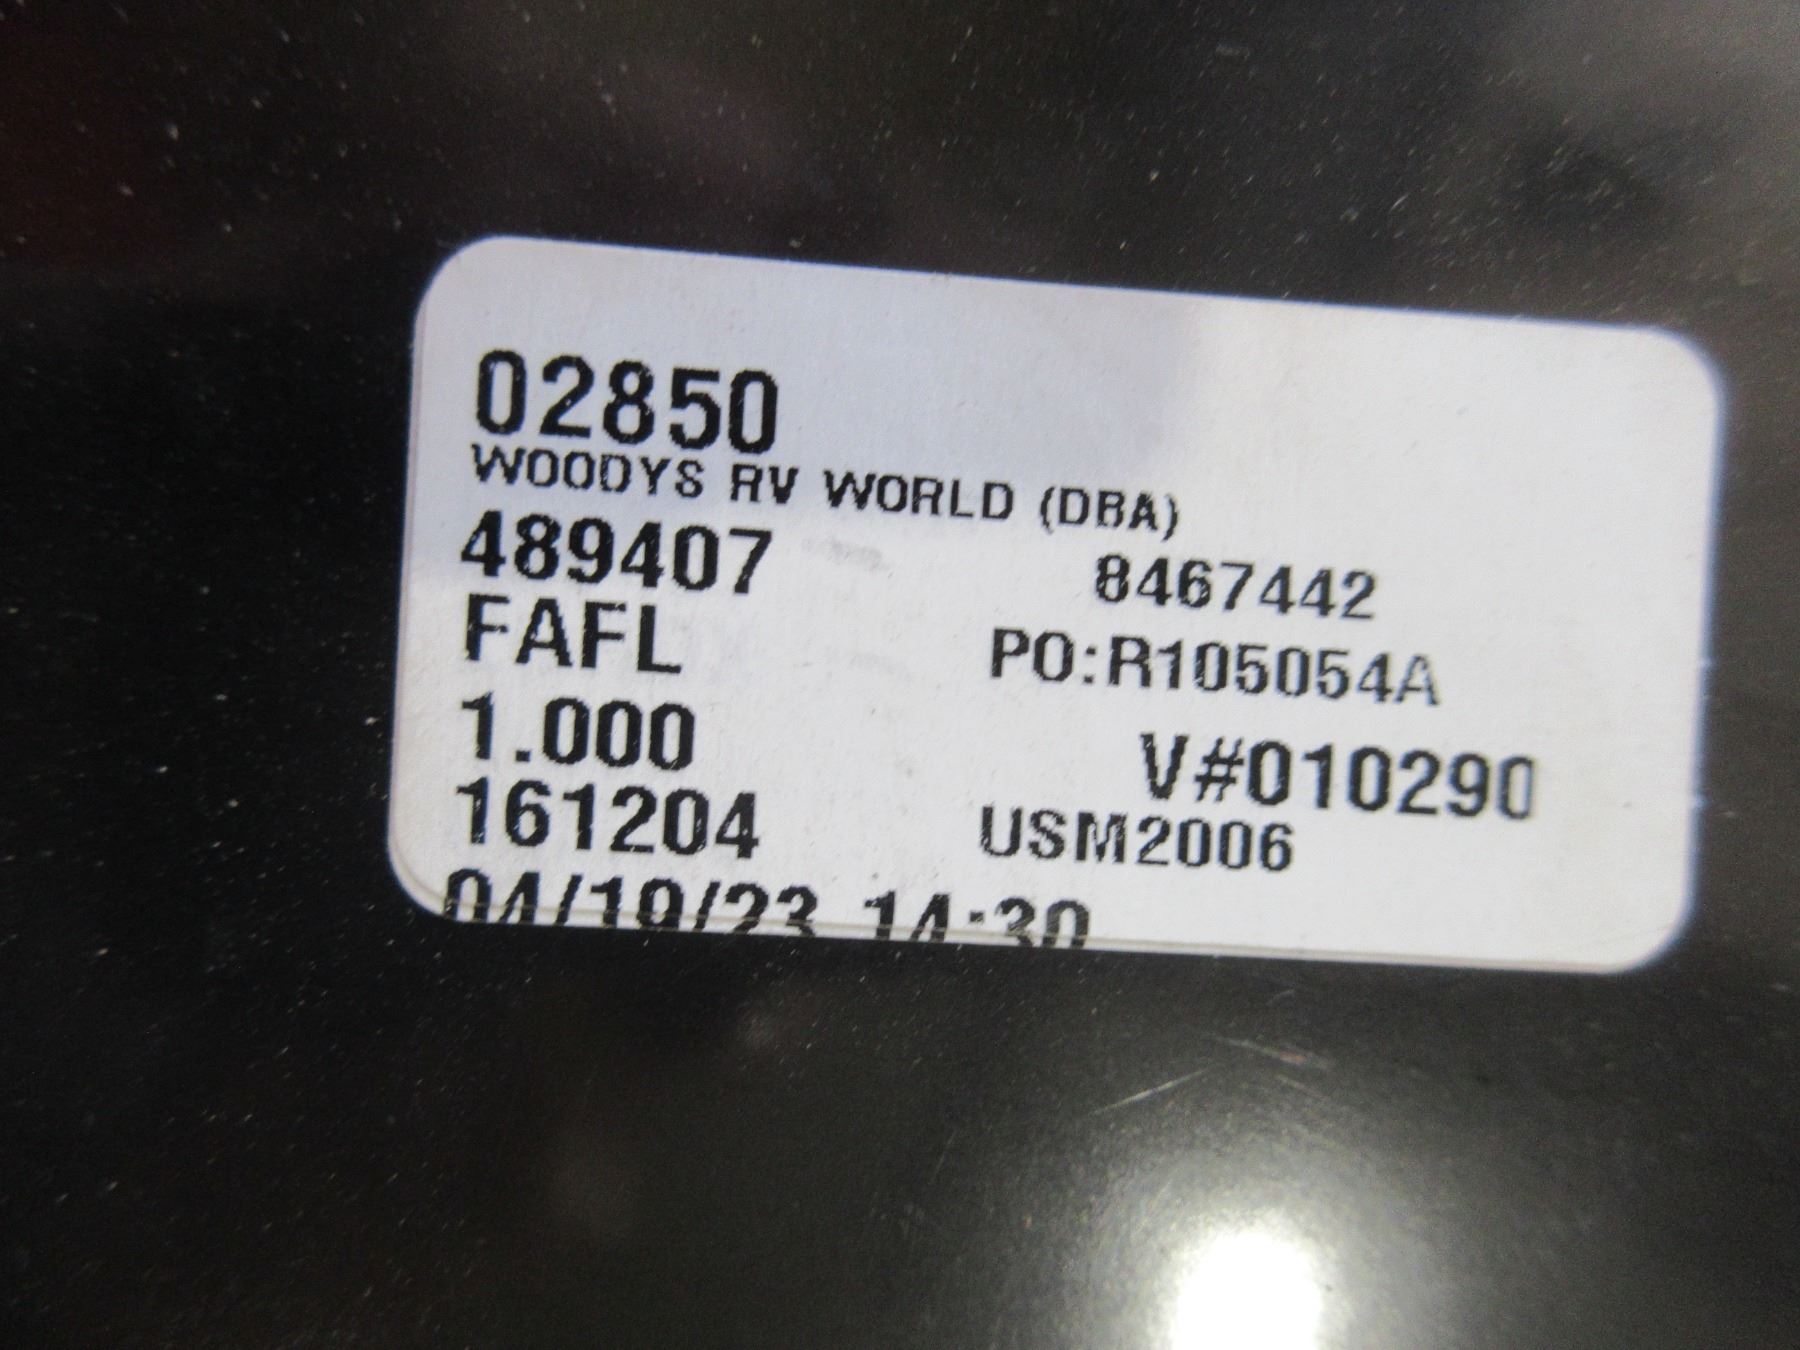 02850
WOODYS RV WORLD (DBA)
489407 8467442
FAFL PO:R105054A
1.000 V#010290
161204 USM2006
04/19/23 14:30